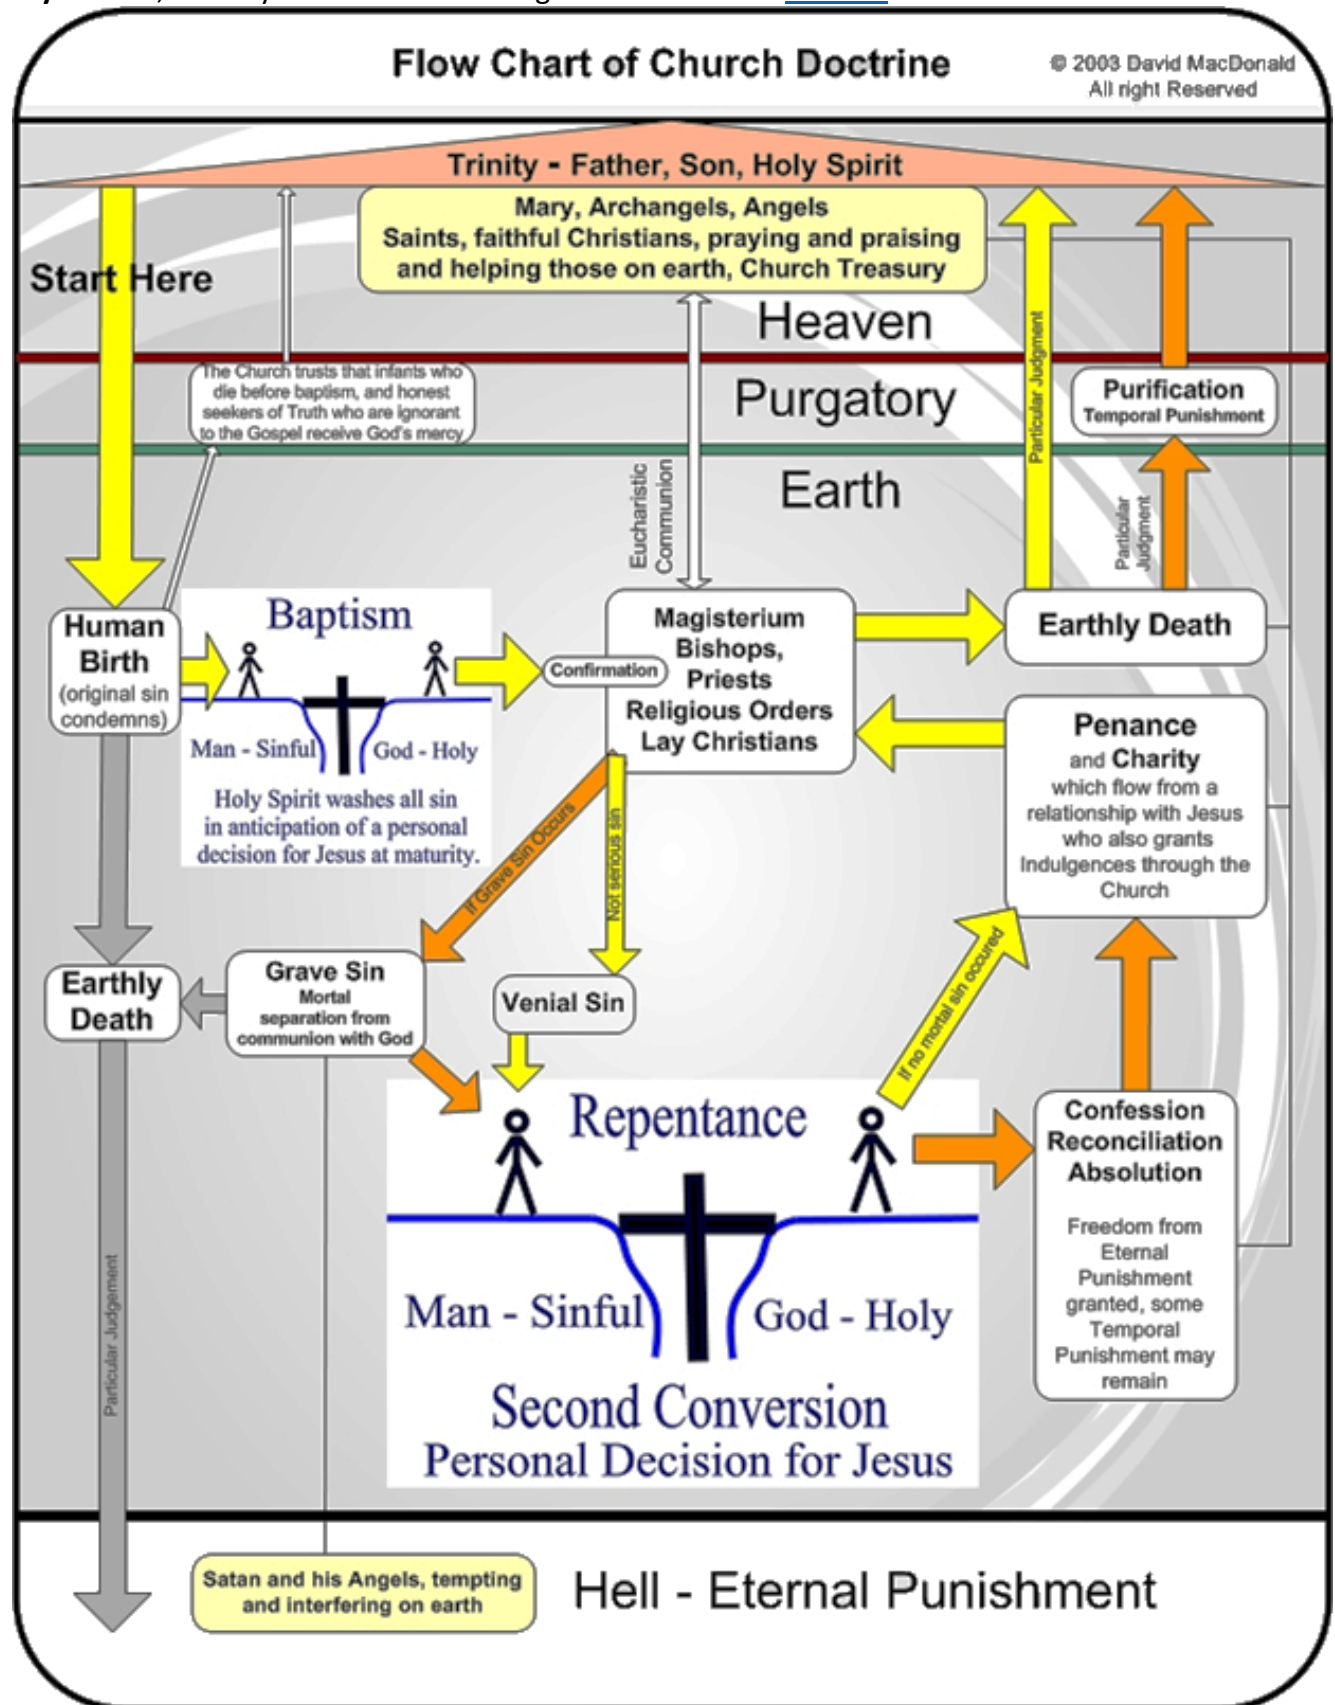 Flow Chart of Church Doctrine
© 2003 David MacDonald
All right Reserved
Trinity - Father, Son, Holy Spirit
Mary, Archangels, Angels
Saints, faithful Christians, praying and praising
and helping those on earth, Church Treasury
Start Here
Heaven
Particular Judgment
The Church trusts that infants who
die before baptism, and honest
seekers of Truth who are ignorant
to the Gospel receive God's mercy
Purgatory
Purification
Temporal Punishment
Earth
Eucharistic
Communion
Particular
Judgment
Human
Birth
(original sin
condemns)
Baptism
Man - Sinful
God - Holy
Holy Spirit washes all sin
in anticipation of a personal
decision for Jesus at maturity.
Confirmation
Magisterium
Bishops,
Priests
Religious Orders
Lay Christians
Earthly Death
Penance
and Charity
which flow from a
relationship with Jesus
who also grants
Indulgences through the
Church
If Grave Sin Occurs
Not serious sin
If no mortal sin occured
Earthly
Death
Grave Sin
Mortal
separation from
communion with God
Venial Sin
Repentance
Man - Sinful
God - Holy
Second Conversion
Personal Decision for Jesus
Confession
Reconciliation
Absolution
Freedom from
Eternal
Punishment
granted, some
Temporal
Punishment may
remain
Particular Judgement
Satan and his Angels, tempting
and interfering on earth
Hell - Eternal Punishment